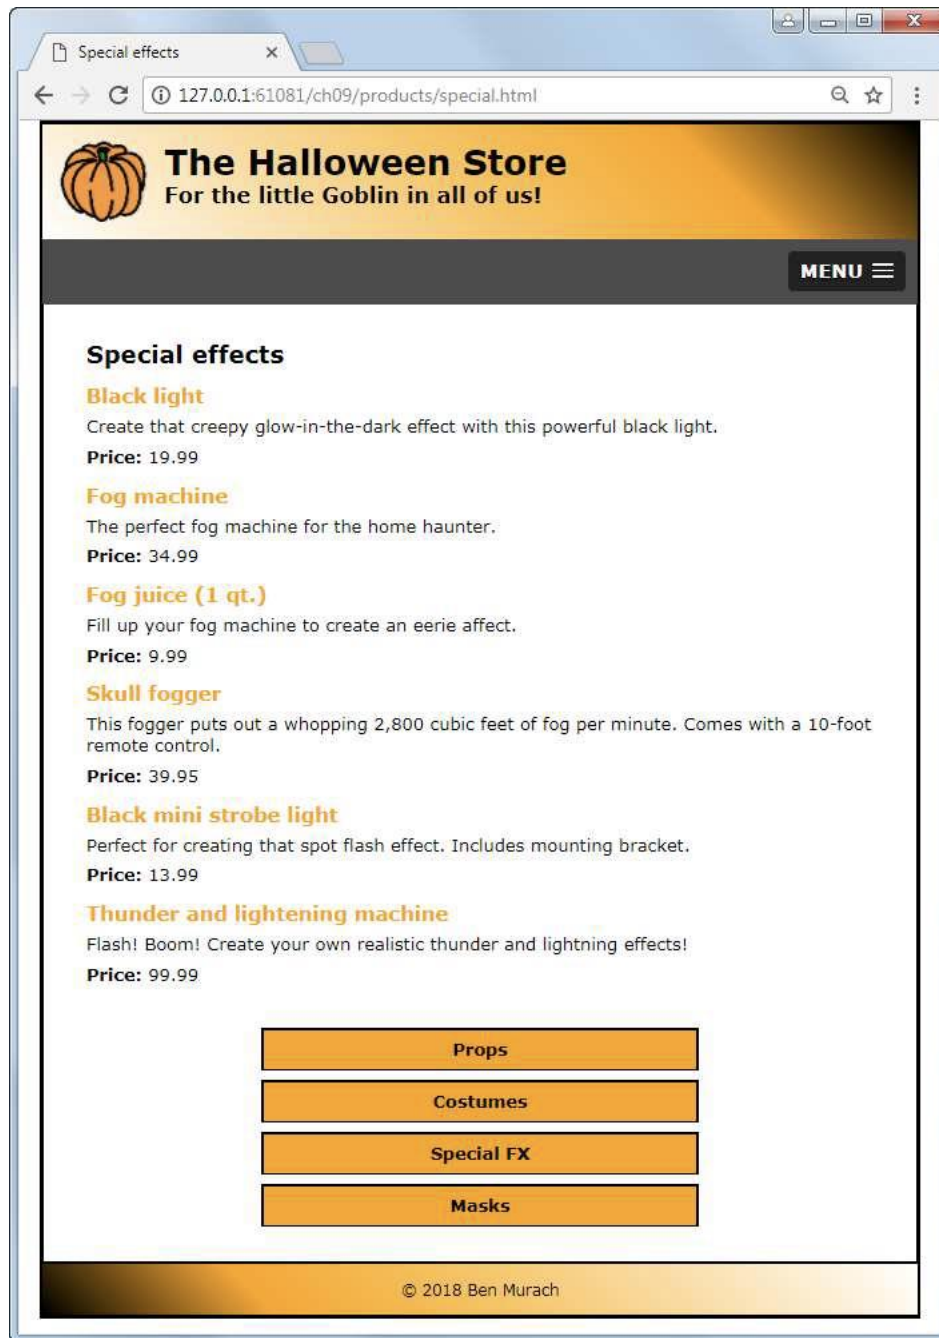 Special effects
127.0.0.1:61081/ch09/products/special.html
The Halloween Store
For the little Goblin in all of us!
MENU
Special effects
Black light
Create that creepy glow-in-the-dark effect with this powerful black light.
Price: 19.99
Fog machine
The perfect fog machine for the home haunter.
Price: 34.99
Fog juice (1 qt.)
Fill up your fog machine to create an eerie affect.
Price: 9.99
Skull fogger
This fogger puts out a whopping 2,800 cubic feet of fog per minute. Comes with a 10-foot
remote control.
Price: 39.95
Black mini strobe light
Perfect for creating that spot flash effect. Includes mounting bracket.
Price: 13.99
Thunder and lightening machine
Flash! Boom! Create your own realistic thunder and lightning effects!
Price: 99.99
Props
Costumes
Special FX
Masks
© 2018 Ben Murach